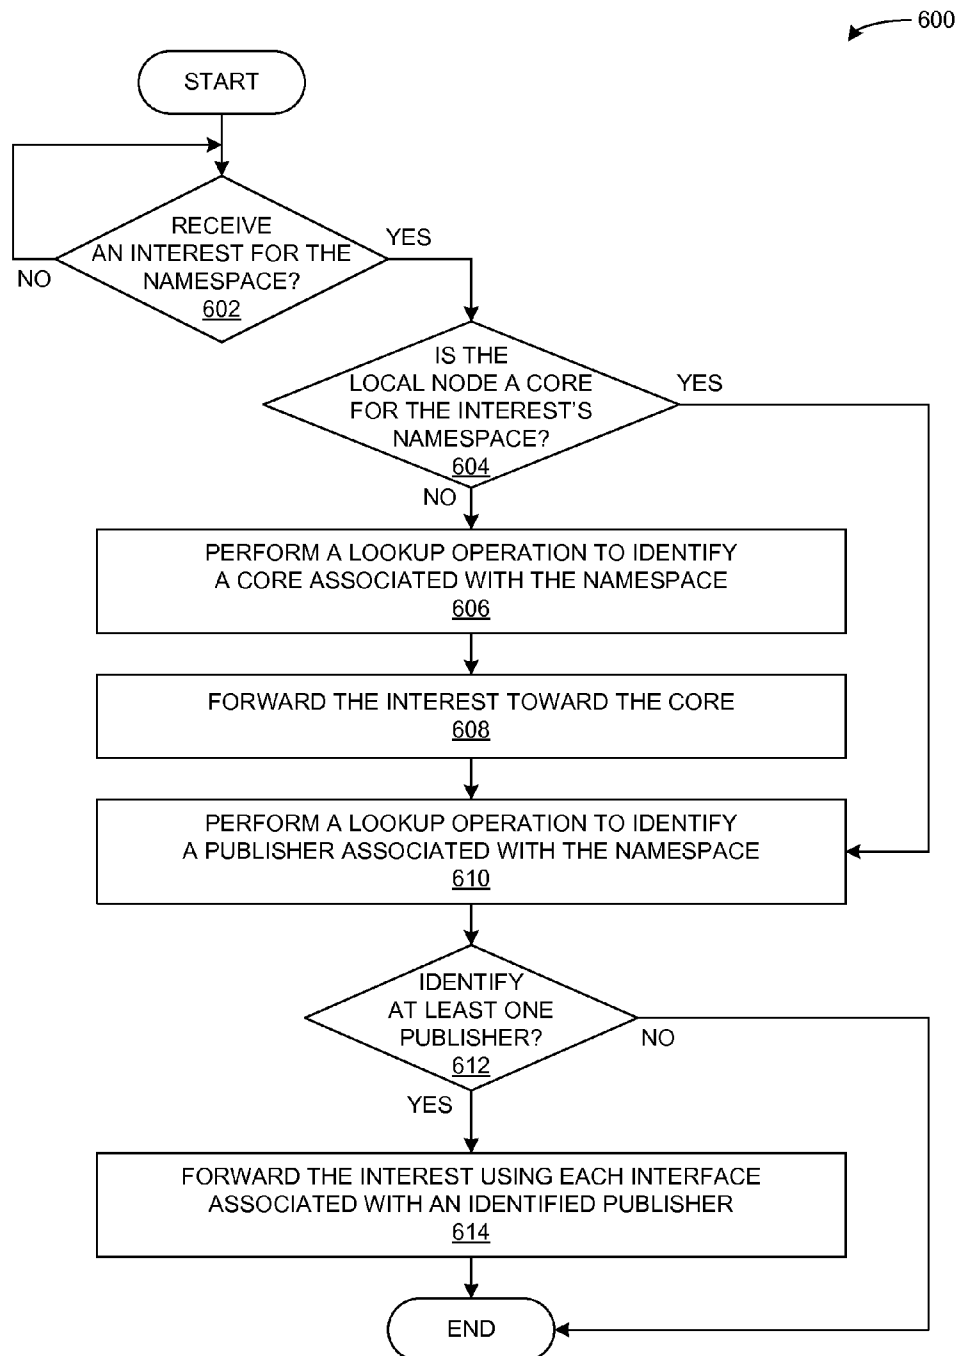 600
START
RECEIVE
AN INTEREST FOR THE
NAMESPACE?
602
YES
NO
IS THE
LOCAL NODE A CORE
FOR THE INTEREST'S
NAMESPACE?
604
YES
NO
PERFORM A LOOKUP OPERATION TO IDENTIFY
A CORE ASSOCIATED WITH THE NAMESPACE
606
FORWARD THE INTEREST TOWARD THE CORE
608
PERFORM A LOOKUP OPERATION TO IDENTIFY
A PUBLISHER ASSOCIATED WITH THE NAMESPACE
610
IDENTIFY
AT LEAST ONE
PUBLISHER?
612
NO
YES
FORWARD THE INTEREST USING EACH INTERFACE
ASSOCIATED WITH AN IDENTIFIED PUBLISHER
614
END